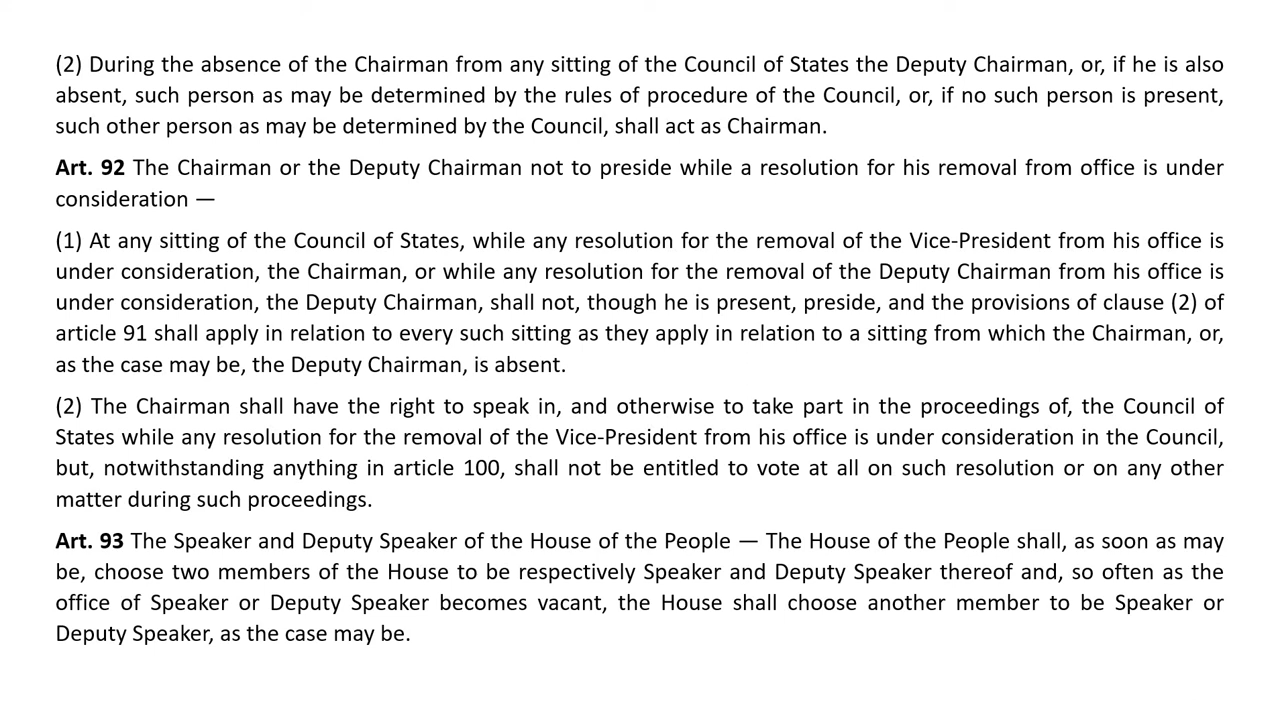 (2) During the absence of the Chairman from any sitting of the Council of States the Deputy Chairman, or, if he is also
absent, such person as may be determined by the rules of procedure of the Council, or, if no such person is present,
such other person as may be determined by the Council, shall act as Chairman.
Art. 92 The Chairman or the Deputy Chairman not to preside while a resolution for his removal from office is under
consideration —
(1) At any sitting of the Council of States, while any resolution for the removal of the Vice-President from his office is
under consideration, the Chairman, or while any resolution for the removal of the Deputy Chairman from his office is
under consideration, the Deputy Chairman, shall not, though he is present, preside, and the provisions of clause (2) of
article 91 shall apply in relation to every such sitting as they apply in relation to a sitting from which the Chairman, or,
as the case may be, the Deputy Chairman, is absent.
(2) The Chairman shall have the right to speak in, and otherwise to take part in the proceedings of, the Council of
States while any resolution for the removal of the Vice-President from his office is under consideration in the Council,
but, notwithstanding anything in article 100, shall not be entitled to vote at all on such resolution or on any other
matter during such proceedings.
Art. 93 The Speaker and Deputy Speaker of the House of the People — The House of the People shall, as soon as may
be, choose two members of the House to be respectively Speaker and Deputy Speaker thereof and, so often as the
office of Speaker or Deputy Speaker becomes vacant, the House shall choose another member to be Speaker or
Deputy Speaker, as the case may be.